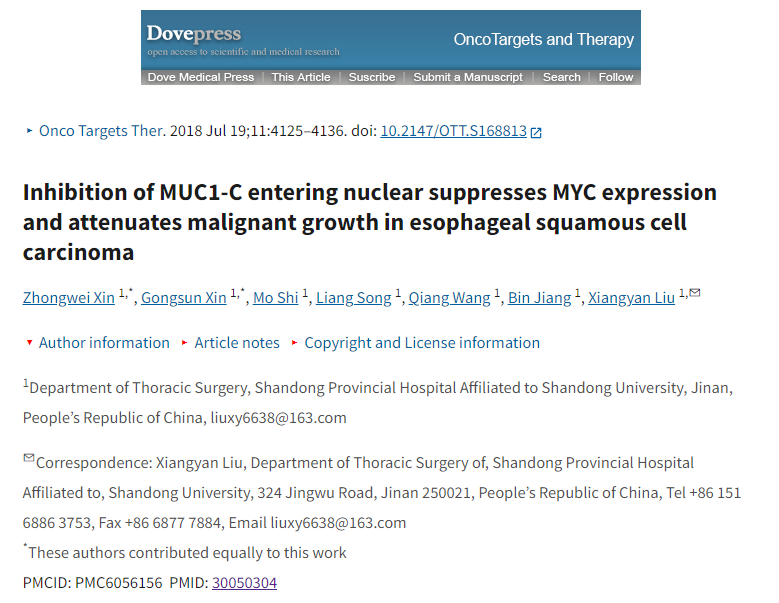 Dovepress
open access to scientific and medical research
OncoTargets and Therapy
Dove Medical Press | This Article | Suscribe | Submit a Manuscript | Search | Follow
Onco Targets Ther. 2018 Jul 19;11:4125–4136. doi: 10.2147/OTT.S168813
Inhibition of MUC1-C entering nuclear suppresses MYC expression
and attenuates malignant growth in esophageal squamous cell
carcinoma
Zhongwei Xin 1,*, Gongsun Xin 1,*, Mo Shi 1, Liang Song 1, Qiang Wang 1, Bin Jiang 1, Xiangyan Liu 1,✉
Author information Article notes Copyright and License information
1Department of Thoracic Surgery, Shandong Provincial Hospital Affiliated to Shandong University, Jinan,
People’s Republic of China, liuxy6638@163.com
✉Correspondence: Xiangyan Liu, Department of Thoracic Surgery of, Shandong Provincial Hospital
Affiliated to, Shandong University, 324 Jingwu Road, Jinan 250021, People’s Republic of China, Tel +86 151
6886 3753, Fax +86 6877 7884, Email liuxy6638@163.com
*These authors contributed equally to this work
PMCID: PMC6056156 PMID: 30050304